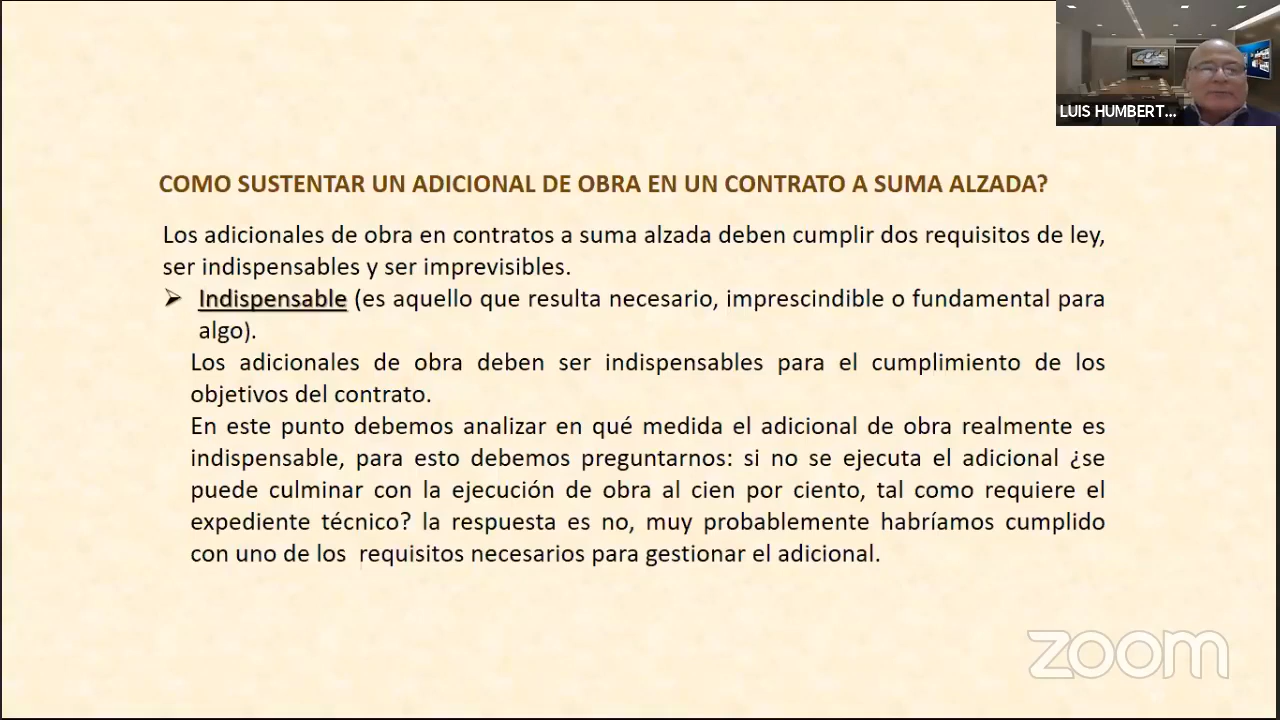 LUIS HUMBERT...
COMO SUSTENTAR UN ADICIONAL DE OBRA EN UN CONTRATO A SUMA ALZADA?
Los adicionales de obra en contratos a suma alzada deben cumplir dos requisitos de ley,
ser indispensables y ser imprevisibles.
➢ Indispensable (es aquello que resulta necesario, imprescindible o fundamental para
algo).
Los adicionales de obra deben ser indispensables para el cumplimiento de los
objetivos del contrato.
En este punto debemos analizar en qué medida el adicional de obra realmente es
indispensable, para esto debemos preguntarnos: si no se ejecuta el adicional ¿se
puede culminar con la ejecución de obra al cien por ciento, tal como requiere el
expediente técnico? la respuesta es no, muy probablemente habríamos cumplido
con uno de los requisitos necesarios para gestionar el adicional.
zoom